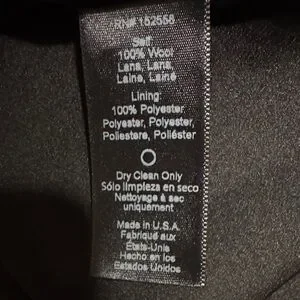 RN# 152558
Self:
100% Wool
Lana, Lana,
Laine, Lainé
Lining:
100% Polyester
Polyester, Polyester,
Poliestere, Poliéster
Dry Clean Only
Sólo limpieza en seco
Nettoyage à sec
uniquement
Made in U.S.A.
Fabriqué aux
États-Unis
Hecho en los
Estados Unidos